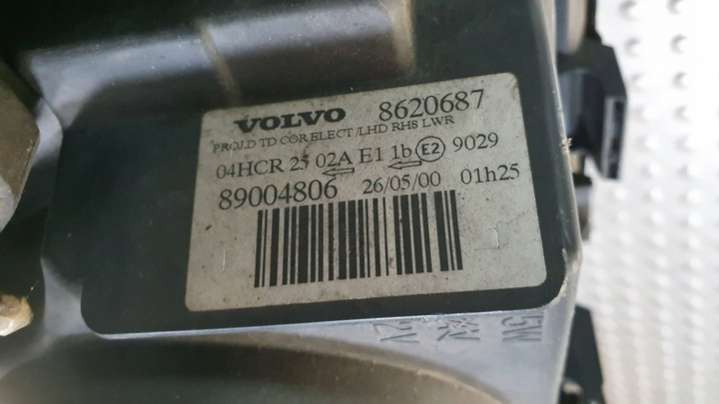 VOLVO 8620687
PROJ.D TD COR ELECT /LHD RHS LWR
04HCR 25 02A E1 1b E2 9029
89004806 26/05/00 01h25